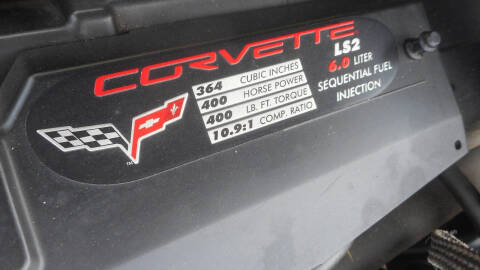 CORVETTE
364 CUBIC INCHES
400 HORSE POWER
400 LB. FT. TORQUE
10.9:1 COMP. RATIO
LS2
6.0 LITER
SEQUENTIAL FUEL
INJECTION
TM